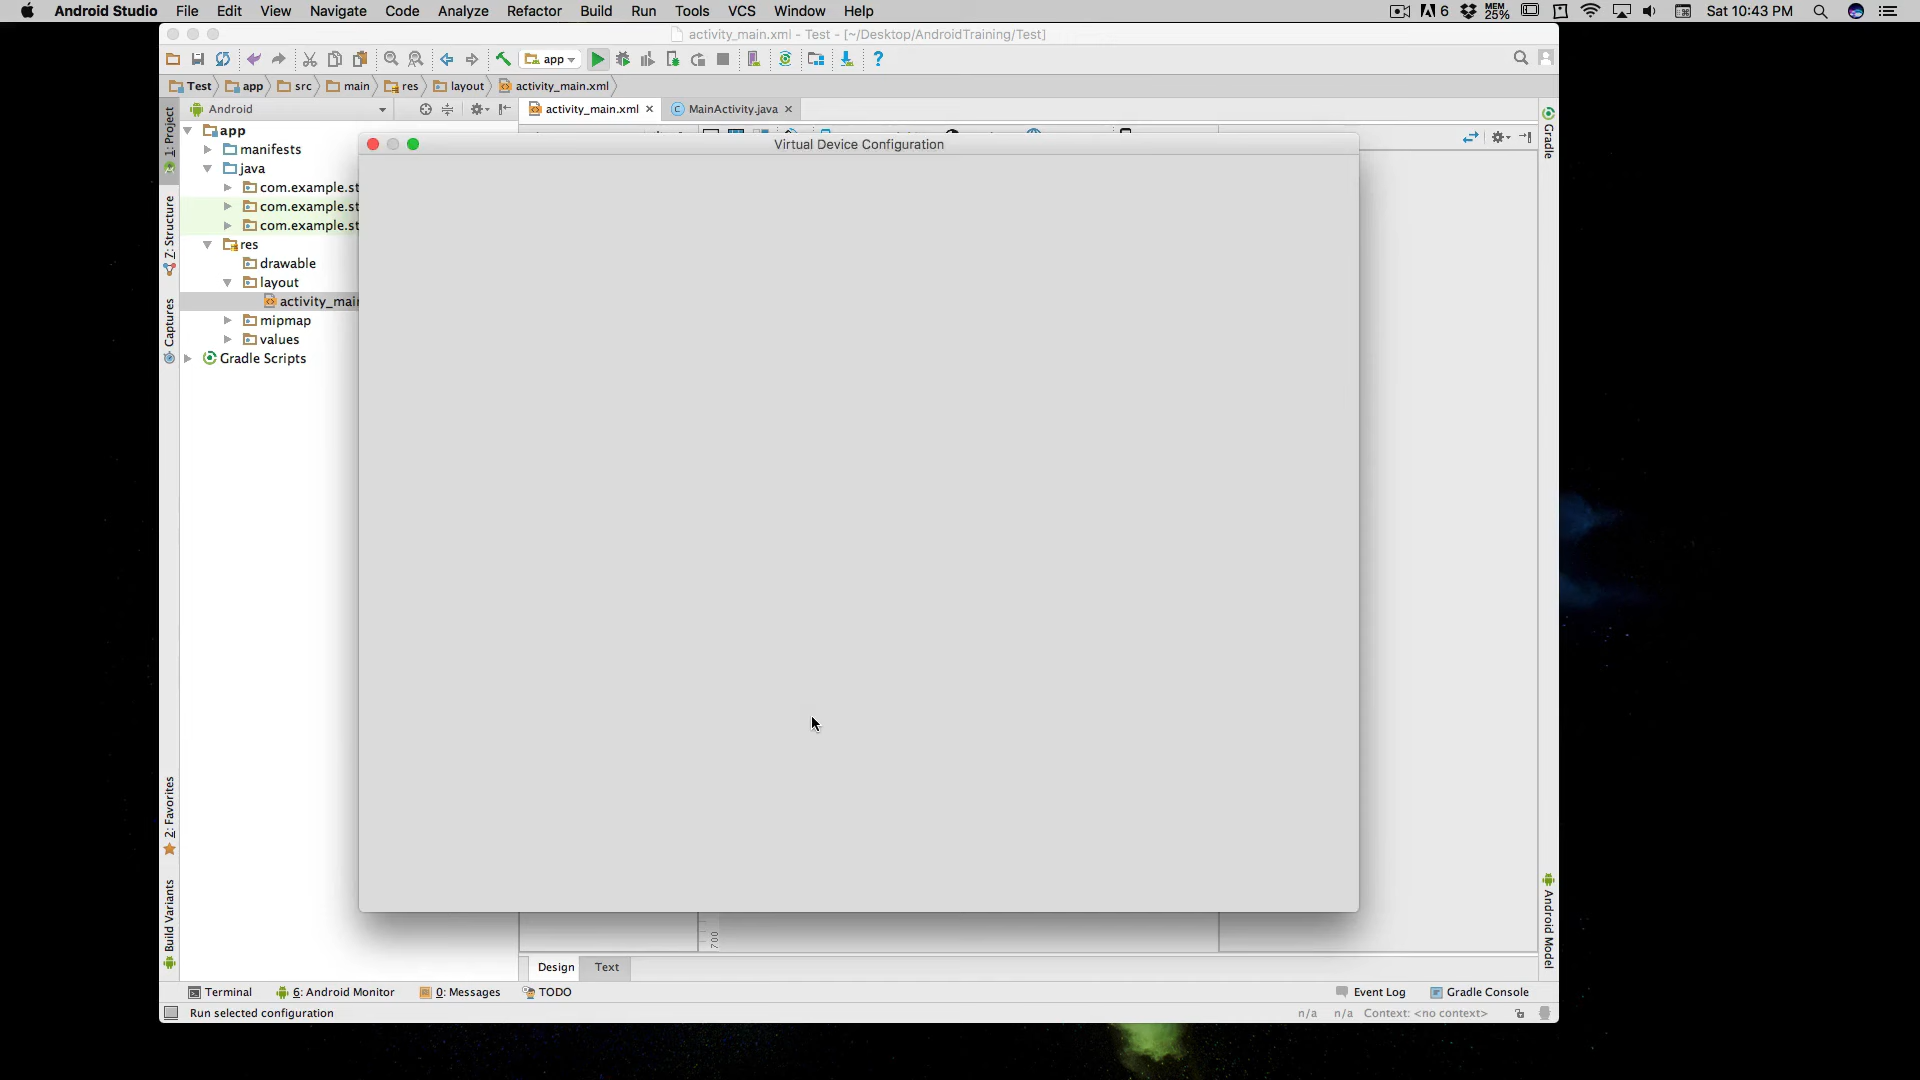 Android Studio File Edit View Navigate Code Analyze Refactor Build Run Tools VCS Window Help 6 MEM 25% Sat 10:43 PM
activity_main.xml - Test - [~/Desktop/AndroidTraining/Test]
app
Test app src main res layout activity_main.xml
Android activity_main.xml MainActivity.java
1: Project
Z: Structure
Captures
2: Favorites
Build Variants
app
manifests
java
com.example.st
com.example.st
com.example.st
res
drawable
layout
activity_mai
mipmap
values
Gradle Scripts
Virtual Device Configuration
Gradle
Android Model
700
Design Text
Terminal 6: Android Monitor 0: Messages TODO Event Log Gradle Console
Run selected configuration n/a n/a Context: <no context>